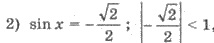 2) sin x = −√2/2 ; |−√2/2| < 1,